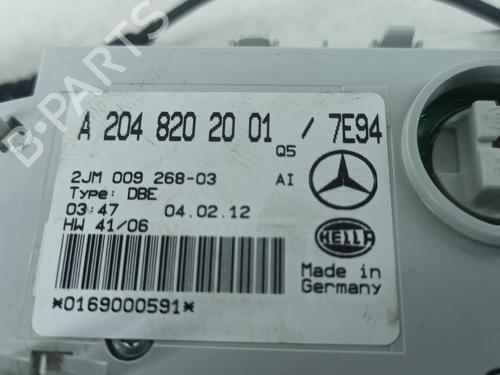 A 204 820 20 01 / 7E94
Q5
2JM 009 268-03 AI
Type: DBE
03:47 04.02.12
HW 41/06
HELLA
Made in
Germany
*0169000591*
B-PARTS